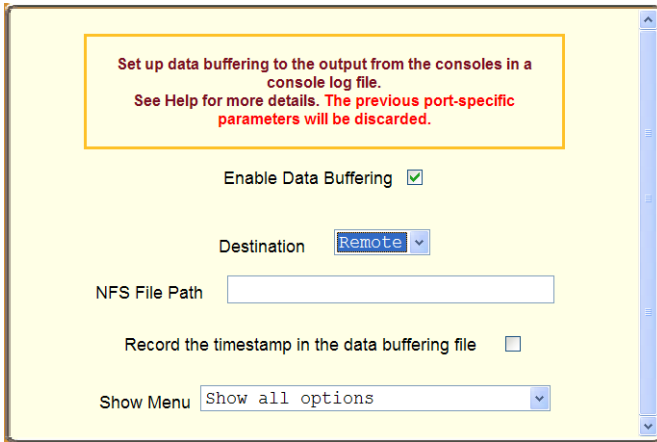 Set up data buffering to the output from the consoles in a
console log file.
See Help for more details. The previous port-specific
parameters will be discarded.
Enable Data Buffering
Destination Remote
NFS File Path
Record the timestamp in the data buffering file
Show Menu Show all options